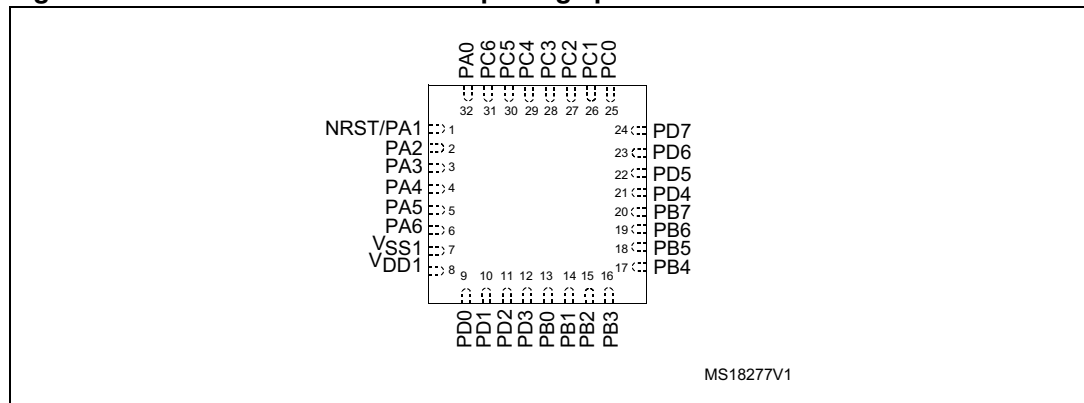 PA0 PC6 PC5 PC4 PC3 PC2 PC1 PC0
32 31 30 29 28 27 26 25
NRST/PA1 1 24 PD7
PA2 2 23 PD6
PA3 3 22 PD5
PA4 4 21 PD4
PA5 5 20 PB7
PA6 6 19 PB6
VSS1 7 18 PB5
VDD1 8 17 PB4
9 10 11 12 13 14 15 16
PD0 PD1 PD2 PD3 PB0 PB1 PB2 PB3
MS18277V1